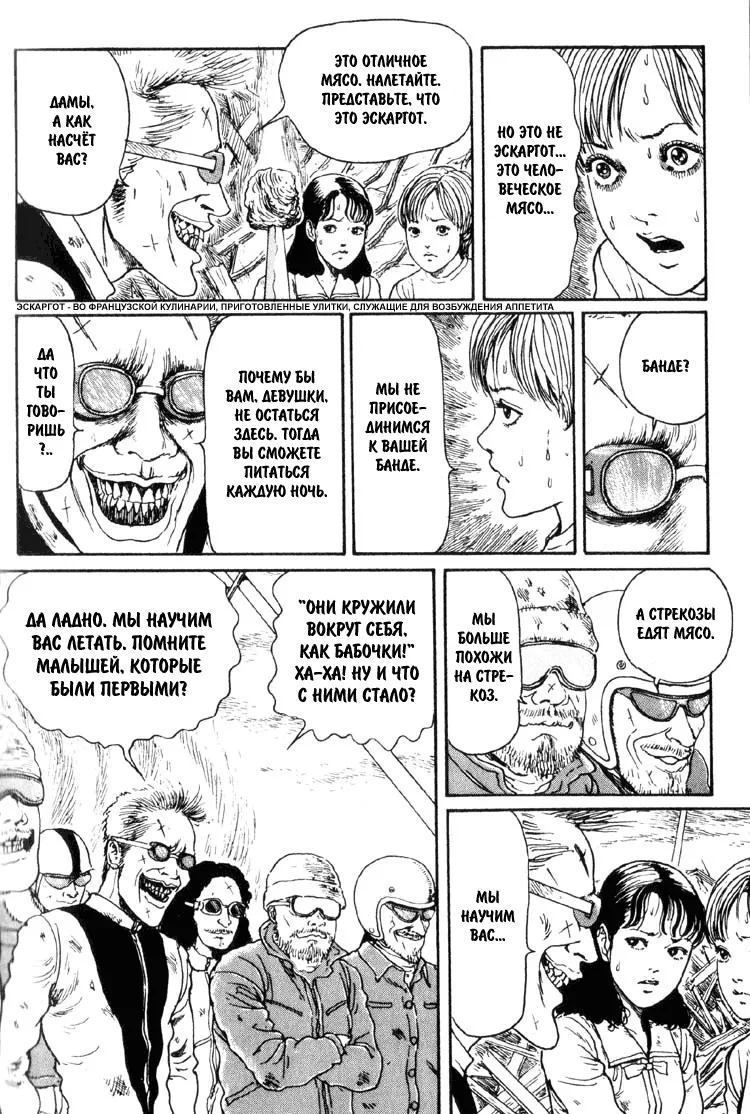 ДАМЫ,
А КАК
НАСЧЁТ
ВАС?
ЭТО ОТЛИЧНОЕ
МЯСО. НАЛЕТАЙТЕ.
ПРЕДСТАВЬТЕ, ЧТО
ЭТО ЭСКАРГОТ.
НО ЭТО НЕ
ЭСКАРГОТ...
ЭТО ЧЕЛО-
ВЕЧЕСКОЕ
МЯСО...
ЭСКАРГОТ - ВО ФРАНЦУЗСКОЙ КУЛИНАРИИ, ПРИГОТОВЛЕННЫЕ УЛИТКИ, СЛУЖАЩИЕ ДЛЯ ВОЗБУЖДЕНИЯ АППЕТИТА
ДА
ЧТО
ТЫ
ГОВО-
РИШЬ
?..
ПОЧЕМУ БЫ
ВАМ, ДЕВУШКИ,
НЕ ОСТАТЬСЯ
ЗДЕСЬ. ТОГДА
ВЫ СМОЖЕТЕ
ПИТАТЬСЯ
КАЖДУЮ НОЧЬ.
МЫ НЕ
ПРИСОЕ-
ДИНИМСЯ
К ВАШЕЙ
БАНДЕ.
БАНДЕ?
ДА ЛАДНО. МЫ НАУЧИМ
ВАС ЛЕТАТЬ. ПОМНИТЕ
МАЛЫШЕЙ, КОТОРЫЕ
БЫЛИ ПЕРВЫМИ?
"ОНИ КРУЖИЛИ
ВОКРУГ СЕБЯ,
КАК БАБОЧКИ!"
ХА-ХА! НУ И ЧТО
С НИМИ СТАЛО?
МЫ
БОЛЬШЕ
ПОХОЖИ
НА СТРЕ-
КОЗ.
А СТРЕКОЗЫ
ЕДЯТ МЯСО.
МЫ
НАУЧИМ
ВАС...